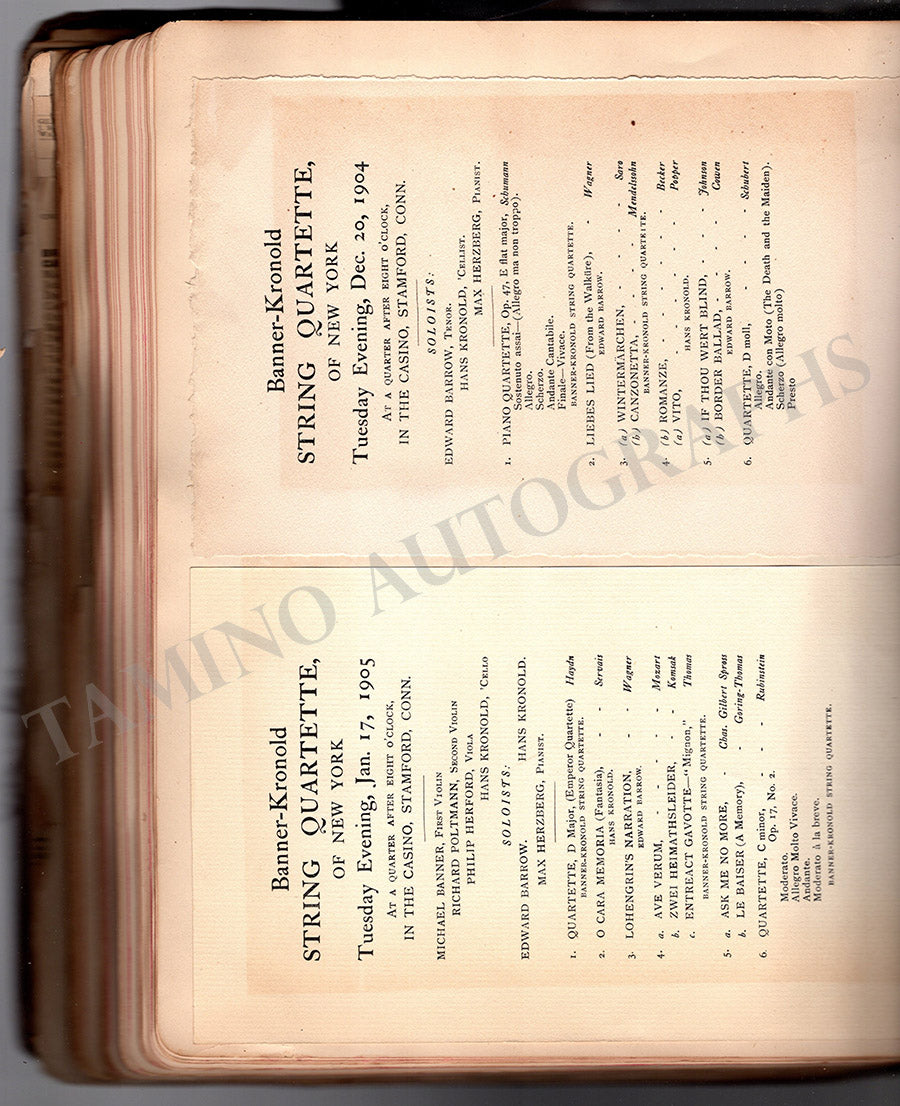 Banner-Kronold
STRING QUARTETTE,
OF NEW YORK
Tuesday Evening, Jan. 17, 1905
At a quarter after eight o'clock,
IN THE CASINO, STAMFORD, CONN.
MICHAEL BANNER, First Violin
RICHARD POLTMANN, Second Violin
PHILIP HERFORD, Viola
HANS KRONOLD, 'Cello
SOLOISTS:
EDWARD BARROW. HANS KRONOLD.
MAX HERZBERG, Pianist.
1. QUARTETTE, D Major, (Emperor Quartette) Haydn
BANNER-KRONOLD STRING QUARTETTE.
2. O CARA MEMORIA (Fantasia), - - Servais
HANS KRONOLD,
3. LOHENGRIN'S NARRATION, - - Wagner
EDWARD BARROW.
4. a. AVE VERUM, - - - - Mozart
b. ZWEI HEIMATHSLEIDER, - - Komzak
c. ENTREACT GAVOTTE—"Mignon," Thomas
BANNER-KRONOLD STRING QUARTETTE.
5. a. ASK ME NO MORE, - Chas. Gilbert Spross
b. LE BAISER (A Memory), - Goring-Thomas
6. QUARTETTE, C minor, - - - Rubinstein
Op. 17, No. 2.
Moderato.
Allegro Molto Vivace.
Andante.
Moderato à la breve.
BANNER-KRONOLD STRING QUARTETTE.
Banner-Kronold
STRING QUARTETTE,
OF NEW YORK
Tuesday Evening, Dec. 20, 1904
At a quarter after eight o'clock,
IN THE CASINO, STAMFORD, CONN.
SOLOISTS:
EDWARD BARROW, Tenor.
HANS KRONOLD, 'Cellist.
MAX HERZBERG, Pianist.
1. PIANO QUARTETTE, Op. 47, E flat major, Schumann
Sostenuto assai—(Allegro ma non troppo).
Allegro.
Scherzo.
Andante Cantabile.
Finale—Vivace.
BANNER-KRONOLD STRING QUARTETTE.
2. LIEBES LIED (From the Walküre), - - Wagner
EDWARD BARROW.
3. (a) WINTERMÄRCHEN, - - - - Saro
(b) CANZONETTA, - - - - Mendelssohn
BANNER-KRONOLD STRING QUARTETTE.
4. (b) ROMANZE, - - - - - Becker
(a) VITO, - - - - - Popper
HANS KRONOLD.
5. (a) IF THOU WERT BLIND, - - - Johnson
(b) BORDER BALLAD, - - - - Cowen
EDWARD BARROW.
6. QUARTETTE, D moll, - - - - Schubert
Allegro.
Andante con Moto (The Death and the Maiden).
Scherzo (Allegro molto)
Presto
TAMINO AUTOGRAPHS